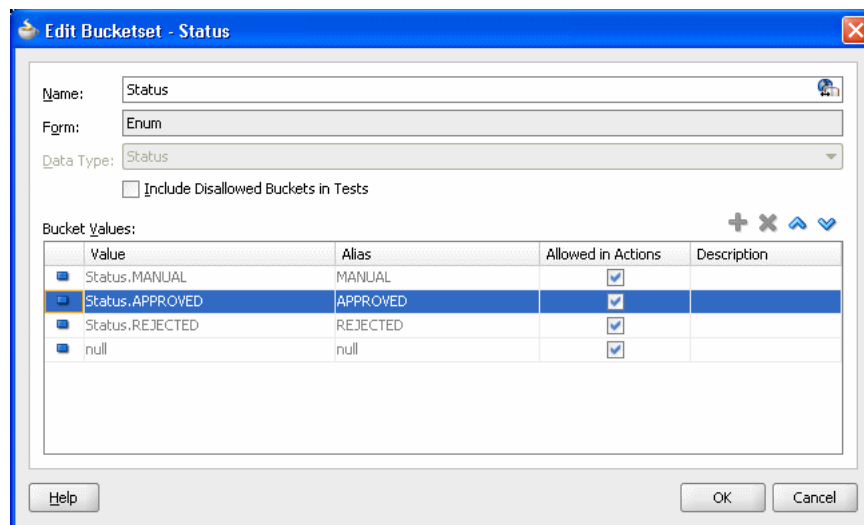 Edit Bucketset - Status
Name: Status
Form: Enum
Data Type: Status
Include Disallowed Buckets in Tests
Bucket Values:
Value Alias Allowed in Actions Description
Status.MANUAL MANUAL
Status.APPROVED APPROVED
Status.REJECTED REJECTED
null null
Help OK Cancel